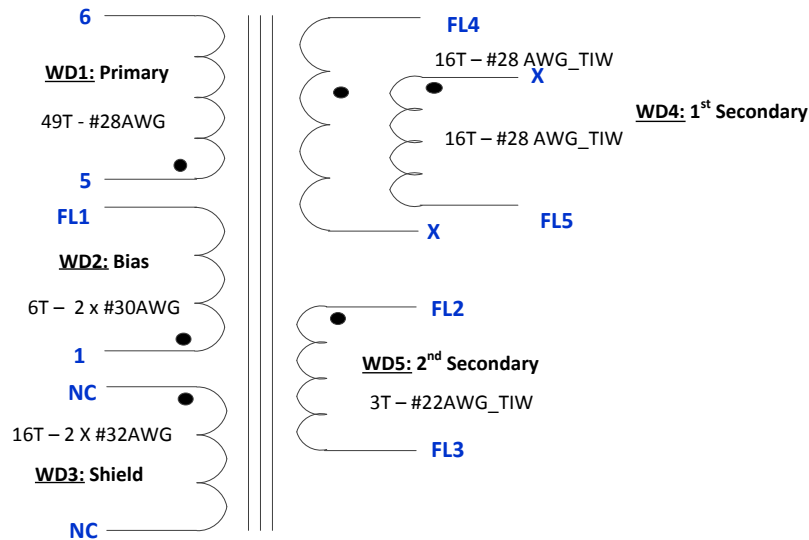 6
WD1: Primary
49T - #28AWG
5
FL1
WD2: Bias
6T – 2 x #30AWG
1
NC
16T – 2 X #32AWG
WD3: Shield
NC
FL4
16T – #28 AWG_TIW
X
WD4: 1st Secondary
16T – #28 AWG_TIW
FL5
X
FL2
WD5: 2nd Secondary
3T – #22AWG_TIW
FL3